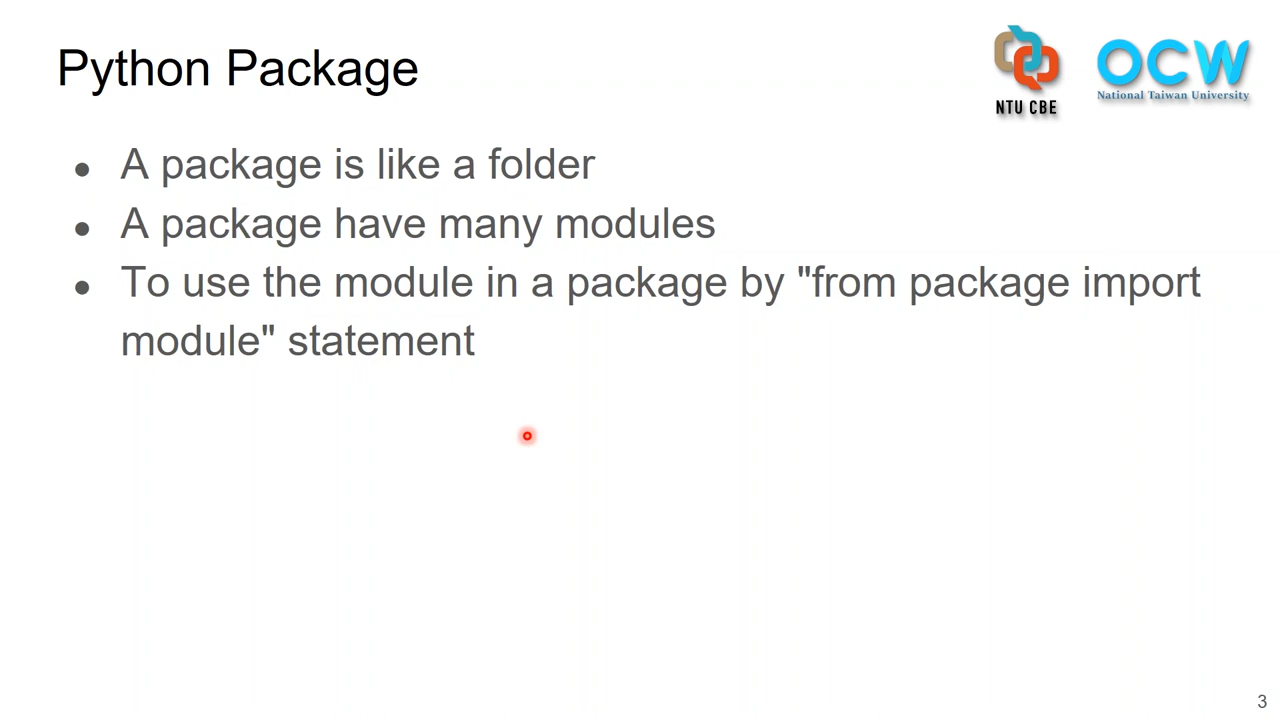 Python Package
NTU CBE
OCW
National Taiwan University
● A package is like a folder
● A package have many modules
● To use the module in a package by "from package import
module" statement
3